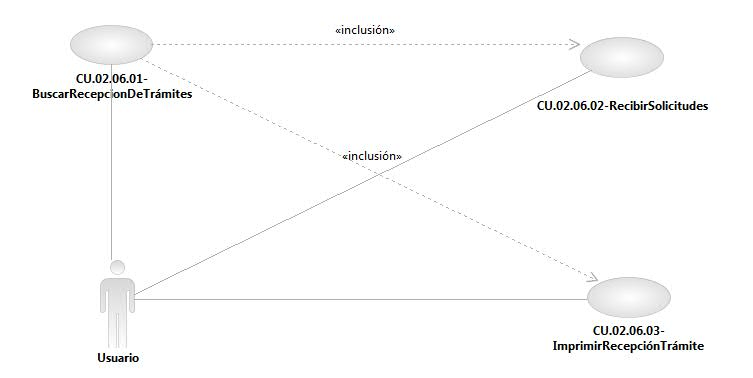 «inclusión»
CU.02.06.01-
BuscarRecepcionDeTrámites
CU.02.06.02-RecibirSolicitudes
«inclusión»
CU.02.06.03-
ImprimirRecepciónTrámite
Usuario